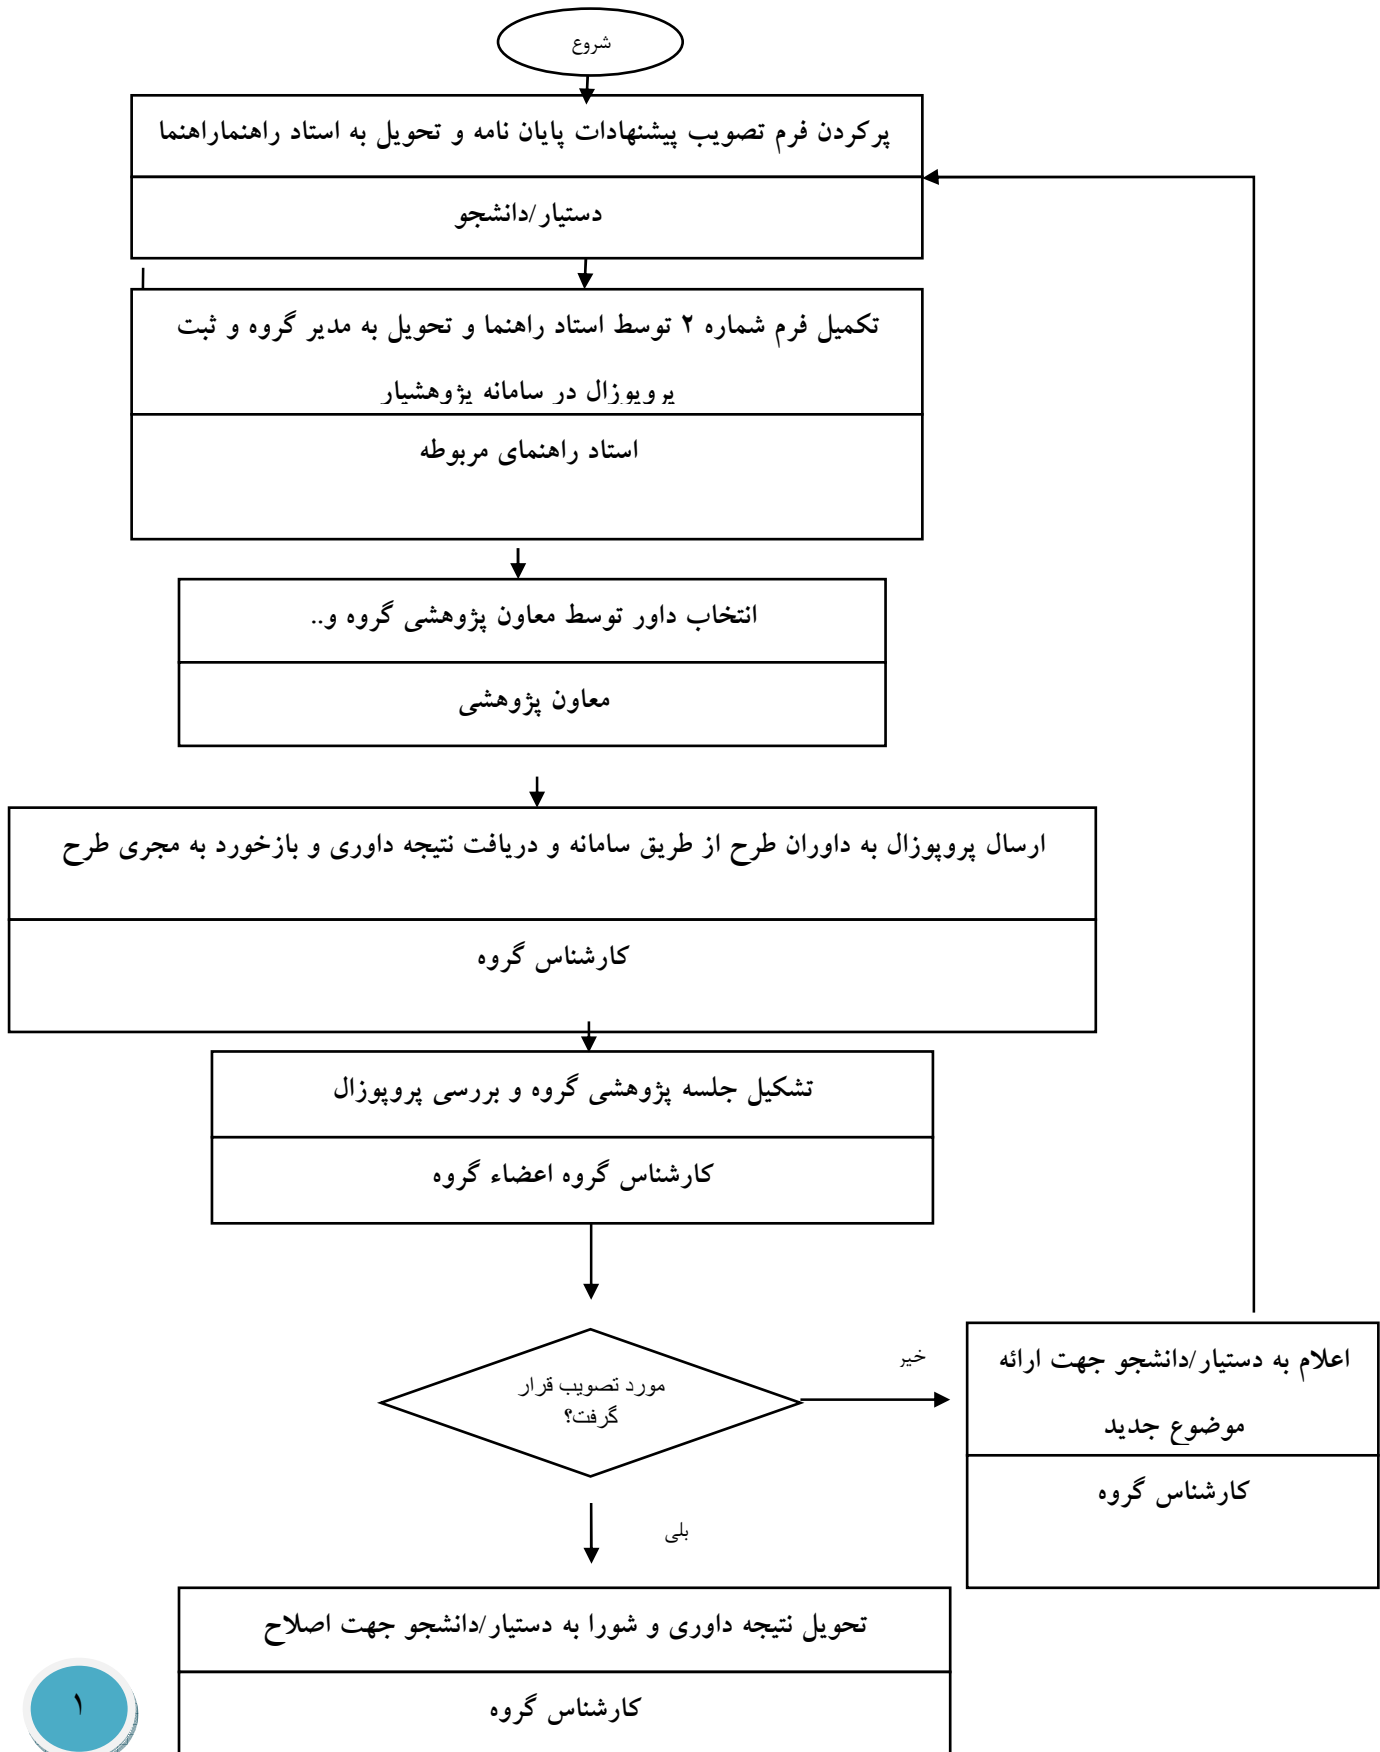 شروع
پرکردن فرم تصویب پیشنهادات پایان نامه و تحویل به استاد راهنماراهنما
دستیار/دانشجو
تکمیل فرم شماره ۲ توسط استاد راهنما و تحویل به مدیر گروه و ثبت
پروپوزال در سامانه پژوهشیار
استاد راهنمای مربوطه
انتخاب داور توسط معاون پژوهشی گروه و..
معاون پژوهشی
ارسال پروپوزال به داوران طرح از طریق سامانه و دریافت نتیجه داوری و بازخورد به مجری طرح
کارشناس گروه
تشکیل جلسه پژوهشی گروه و بررسی پروپوزال
کارشناس گروه اعضاء گروه
مورد تصویب قرار
گرفت؟
خیر
اعلام به دستیار/دانشجو جهت ارائه
موضوع جدید
کارشناس گروه
بلی
تحویل نتیجه داوری و شورا به دستیار/دانشجو جهت اصلاح
کارشناس گروه
۱